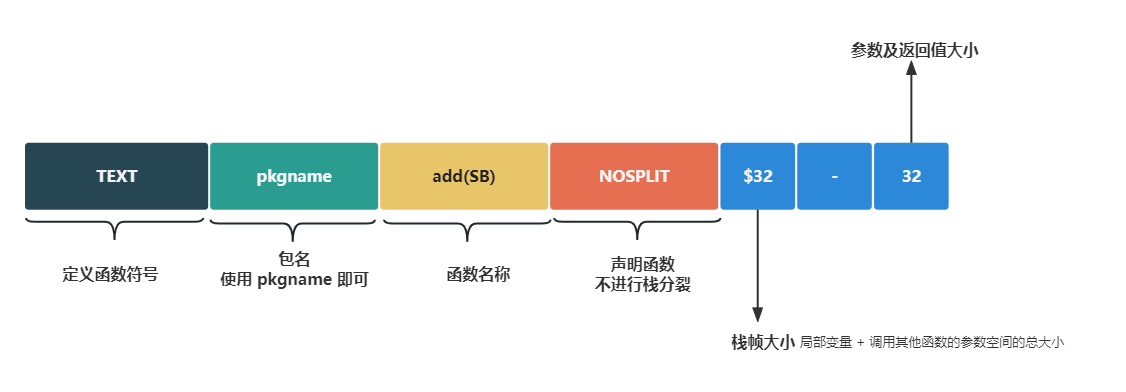 参数及返回值大小
TEXT
pkgname
add(SB)
NOSPLIT
$32
-
32
定义函数符号
包名
使用 pkgname 即可
函数名称
声明函数
不进行栈分裂
栈帧大小 局部变量 + 调用其他函数的参数空间的总大小